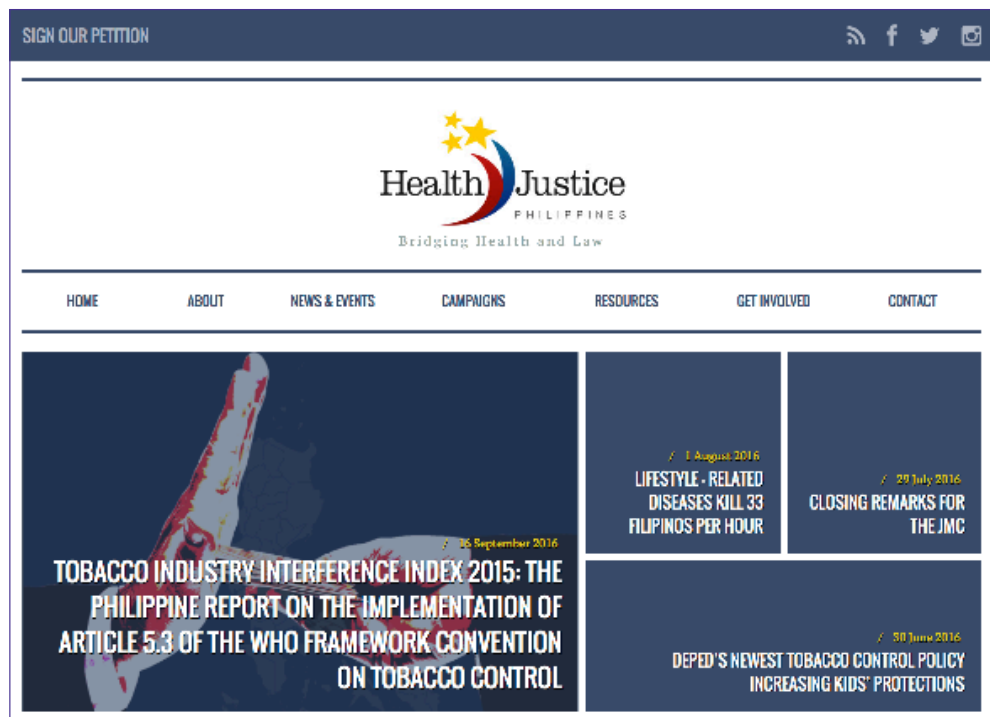 SIGN OUR PETITION
Health Justice
PHILIPPINES
Bridging Health and Law
HOME ABOUT NEWS & EVENTS CAMPAIGNS RESOURCES GET INVOLVED CONTACT
/ 16 September 2016
TOBACCO INDUSTRY INTERFERENCE INDEX 2015: THE
PHILIPPINE REPORT ON THE IMPLEMENTATION OF
ARTICLE 5.3 OF THE WHO FRAMEWORK CONVENTION
ON TOBACCO CONTROL
/ 1 August 2016
LIFESTYLE - RELATED
DISEASES KILL 33
FILIPINOS PER HOUR
/ 29 July 2016
CLOSING REMARKS FOR
THE JMC
/ 30 June 2016
DEPED'S NEWEST TOBACCO CONTROL POLICY
INCREASING KIDS' PROTECTIONS